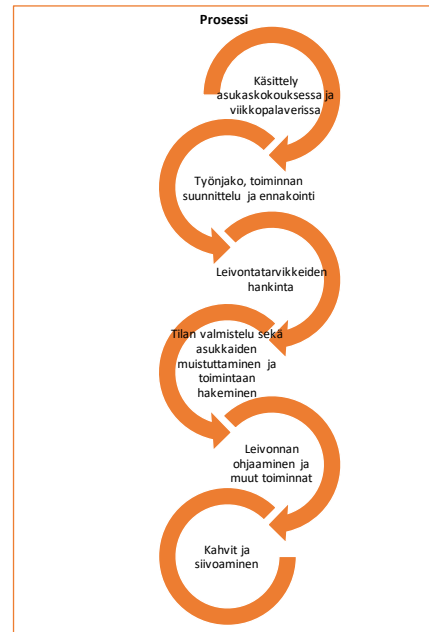 Prosessi
Käsittely
asukaskokouksessa ja
viikkopalaverissa
Työnjako, toiminnan
suunnittelu ja ennakointi
Leivontatarvikkeiden
hankinta
Tilan valmistelu sekä
asukkaiden
muistuttaminen ja
toimintaan
hakeminen
Leivonnan
ohjaaminen ja
muut toiminnat
Kahvit ja
siivoaminen